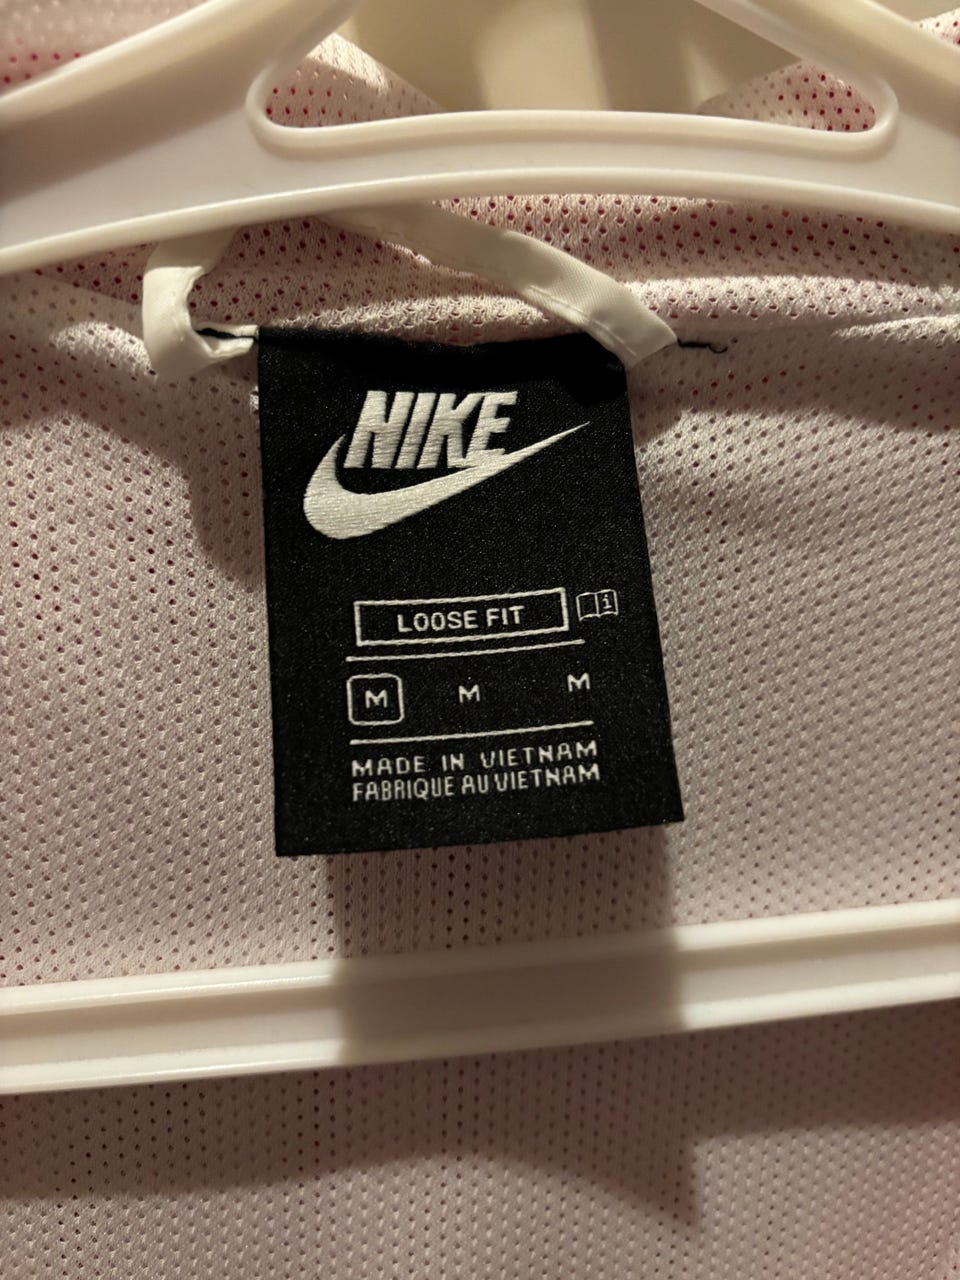 NIKE
LOOSE FIT i
M M M
MADE IN VIETNAM
FABRIQUE AU VIETNAM